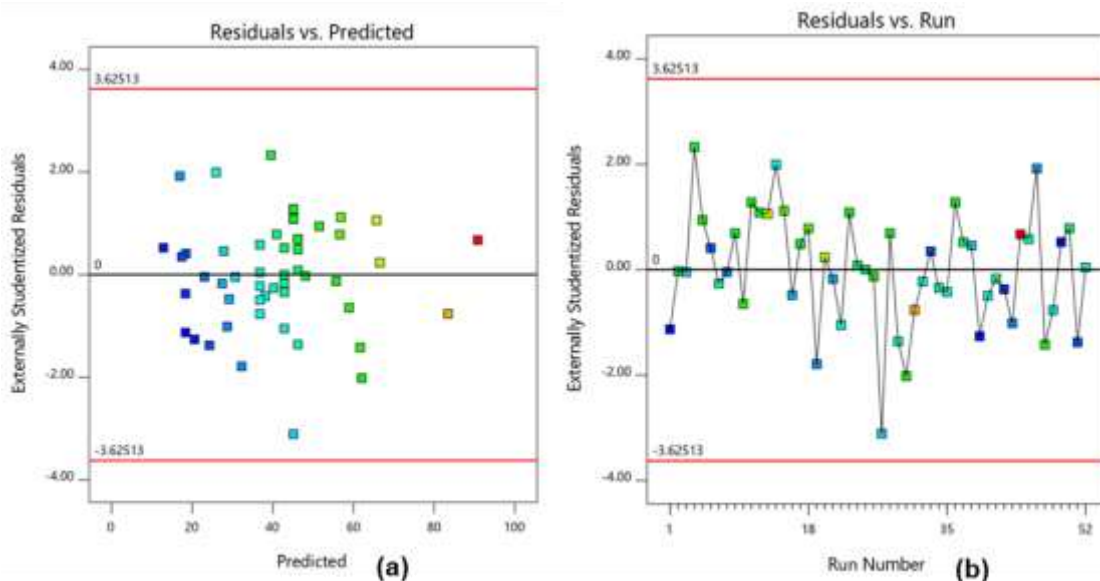 Residuals vs. Predicted
Externally Studentized Residuals
4.00
3.62513
2.00
0.00
0
-2.00
-3.62513
-4.00
0 20 40 60 80 100
Predicted
(a)
Residuals vs. Run
Externally Studentized Residuals
4.00
3.62513
2.00
0.00
0
-2.00
-3.62513
-4.00
1 18 35 52
Run Number
(b)